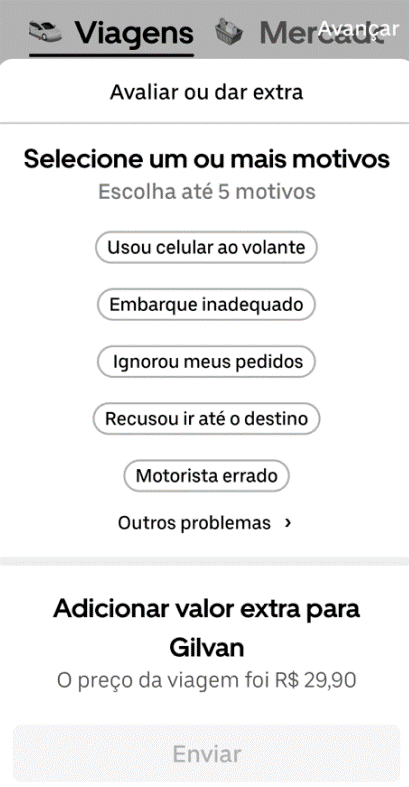 Viagens
Avançar
Avaliar ou dar extra
Selecione um ou mais motivos
Escolha até 5 motivos
Usou celular ao volante
Embarque inadequado
Ignorou meus pedidos
Recusou ir até o destino
Motorista errado
Outros problemas ›
Adicionar valor extra para
Gilvan
O preço da viagem foi R$ 29,90
Enviar